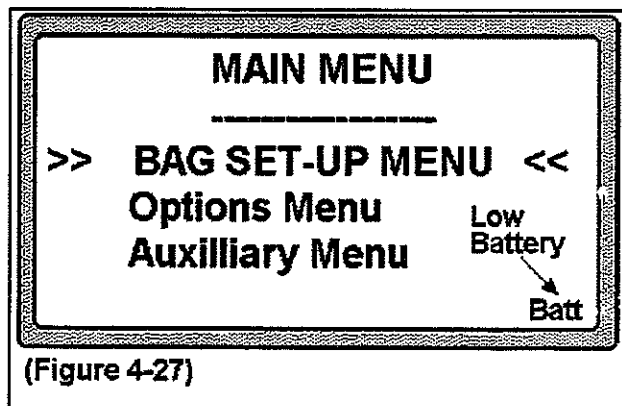 MAIN MENU
----------------
>> BAG SET-UP MENU <<
Options Menu
Auxilliary Menu
Low
Battery
Batt
(Figure 4-27)